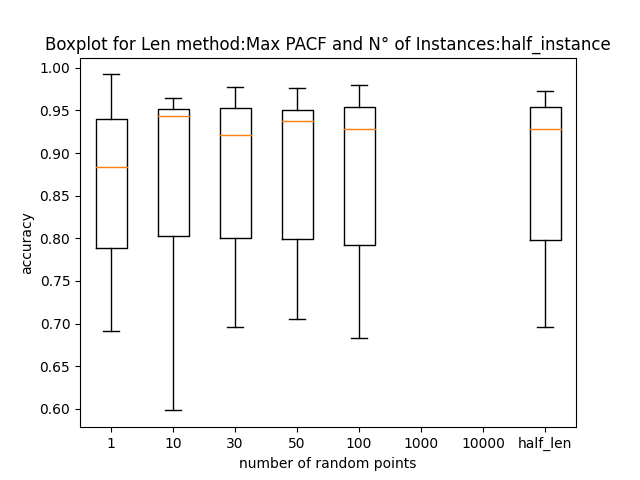 Boxplot for Len method:Max PACF and N° of Instances:half_instance
1.00
0.95
0.90
0.85
0.80
0.75
0.70
0.65
0.60
accuracy
1 10 30 50 100 1000 10000 half_len
number of random points